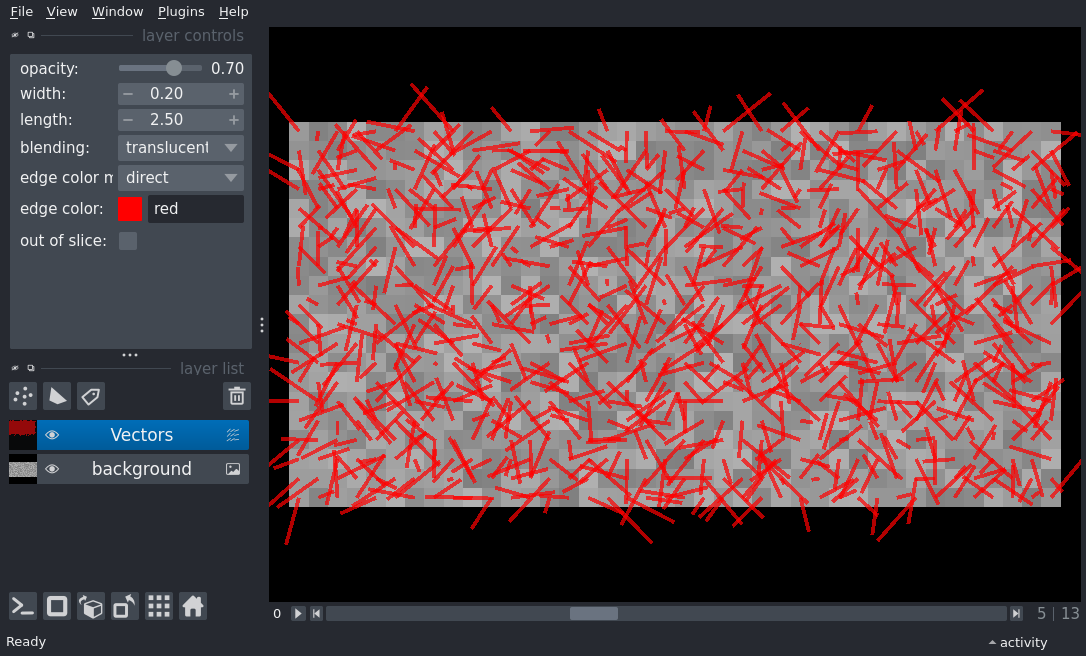 File View Window Plugins Help
layer controls
opacity: 0.70
width: − 0.20 +
length: − 2.50 +
blending: translucent
edge color m direct
edge color: red
out of slice:
layer list
Vectors
background
0 5 | 13
Ready activity